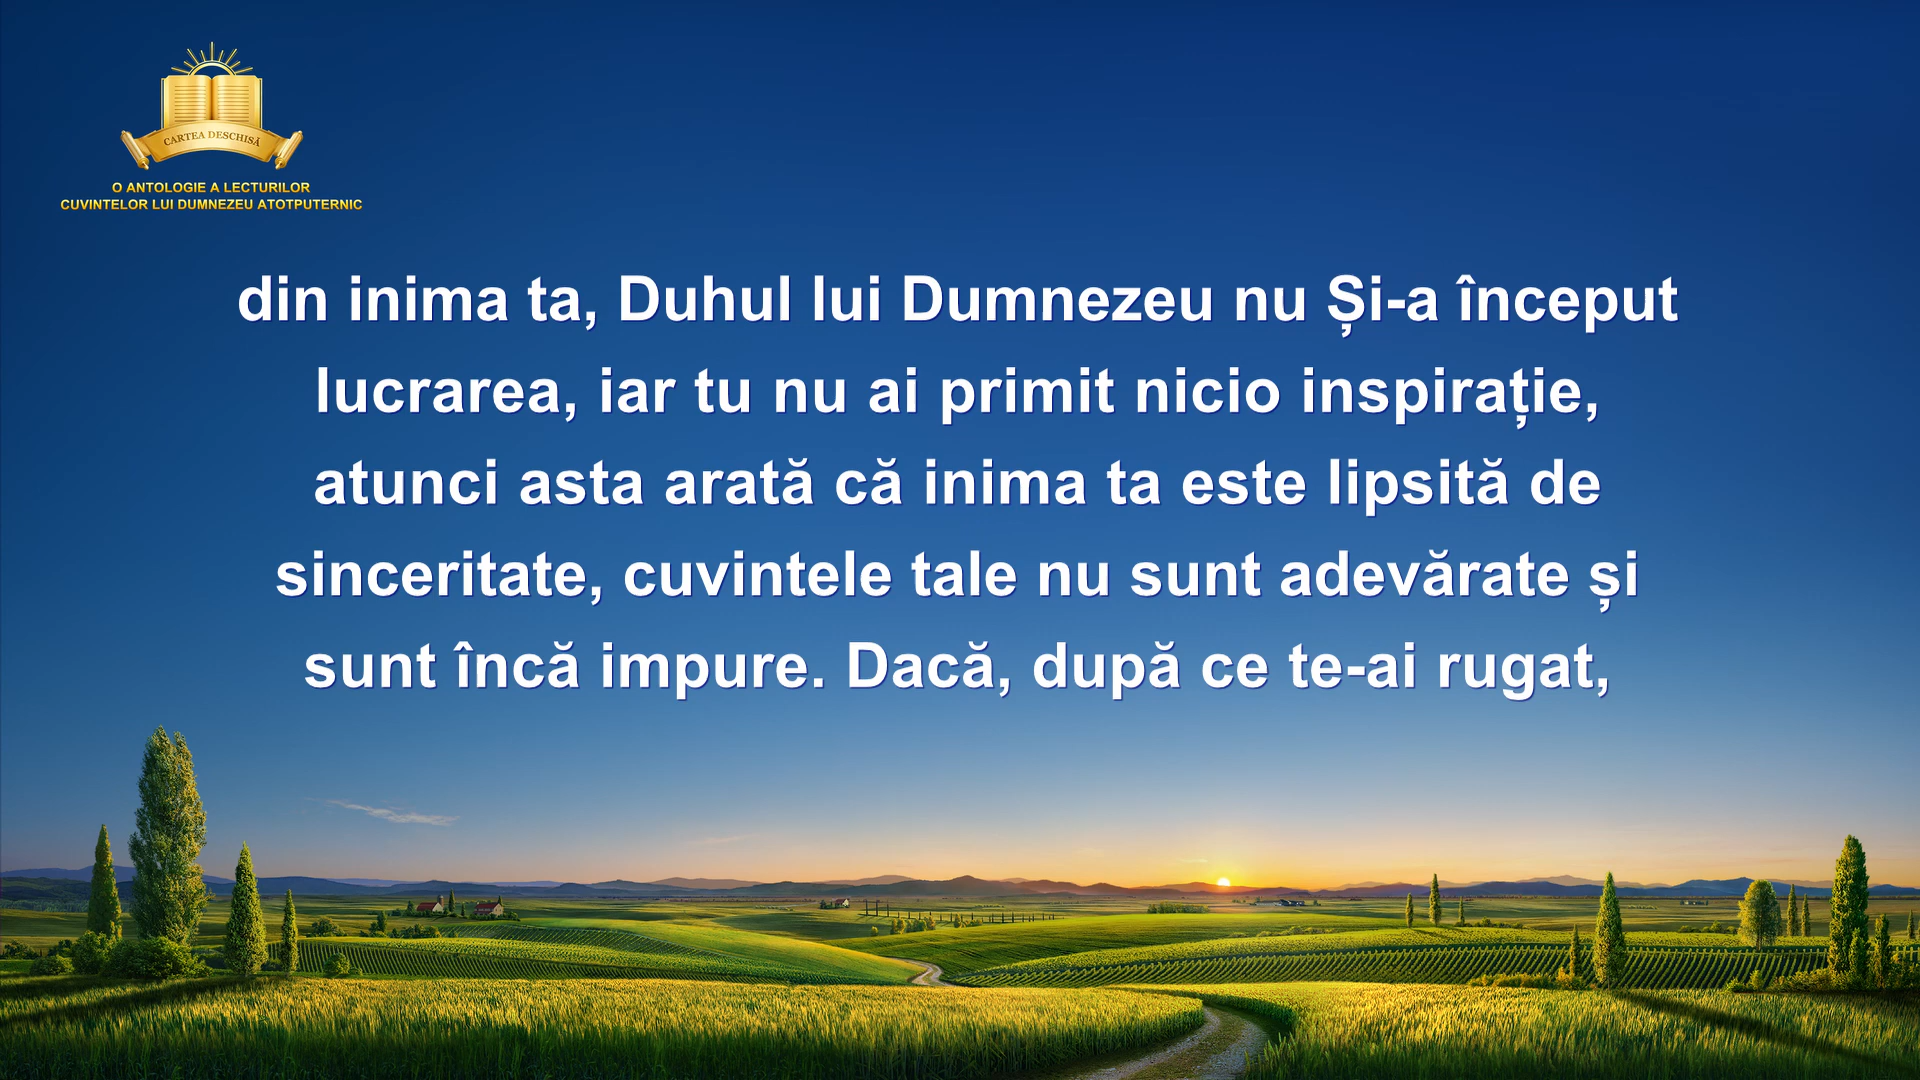 CARTEA DESCHISĂ
O ANTOLOGIE A LECTURILOR
CUVINTELOR LUI DUMNEZEU ATOTPUTERNIC
din inima ta, Duhul lui Dumnezeu nu Și-a început
lucrarea, iar tu nu ai primit nicio inspirație,
atunci asta arată că inima ta este lipsită de
sinceritate, cuvintele tale nu sunt adevărate și
sunt încă impure. Dacă, după ce te-ai rugat,